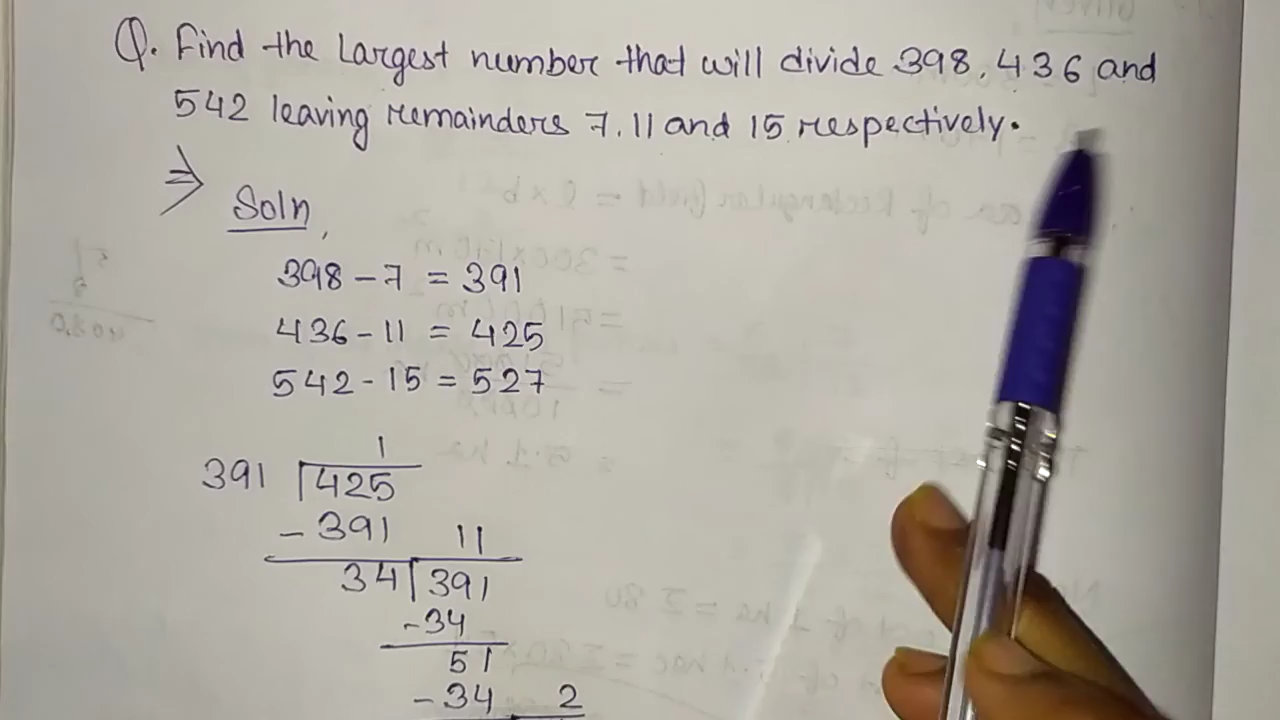 Q. Find the Largest number that will divide 398, 436 and
542 leaving remainders 7, 11 and 15 respectively.
⇒ Soln,
398 - 7 = 391
436 - 11 = 425
542 - 15 = 527
1
391 425
- 391 11
34 391
-34
51
-34 2